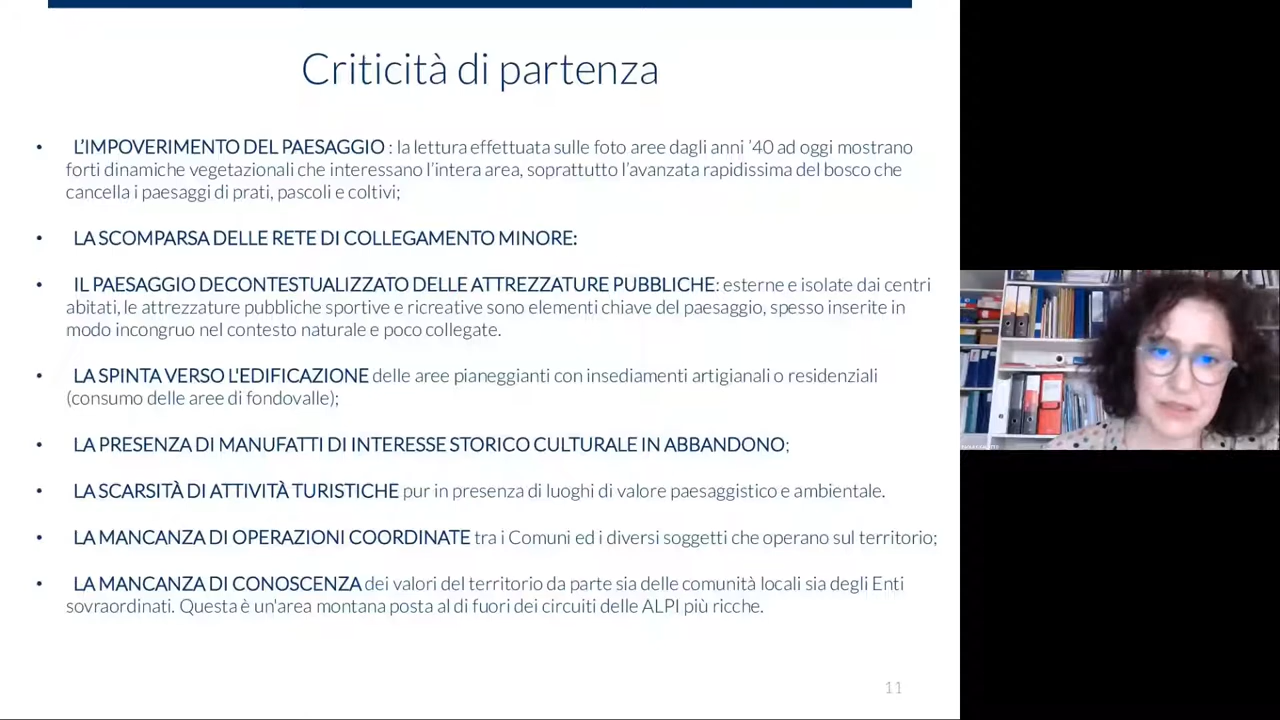 Criticità di partenza
• L'IMPOVERIMENTO DEL PAESAGGIO : la lettura effettuata sulle foto aree dagli anni '40 ad oggi mostrano
forti dinamiche vegetazionali che interessano l'intera area, soprattutto l'avanzata rapidissima del bosco che
cancella i paesaggi di prati, pascoli e coltivi;
• LA SCOMPARSA DELLE RETE DI COLLEGAMENTO MINORE:
• IL PAESAGGIO DECONTESTUALIZZATO DELLE ATTREZZATURE PUBBLICHE: esterne e isolate dai centri
abitati, le attrezzature pubbliche sportive e ricreative sono elementi chiave del paesaggio, spesso inserite in
modo incongruo nel contesto naturale e poco collegate.
• LA SPINTA VERSO L'EDIFICAZIONE delle aree pianeggianti con insediamenti artigianali o residenziali
(consumo delle aree di fondovalle);
• LA PRESENZA DI MANUFATTI DI INTERESSE STORICO CULTURALE IN ABBANDONO;
• LA SCARSITÀ DI ATTIVITÀ TURISTICHE pur in presenza di luoghi di valore paesaggistico e ambientale.
• LA MANCANZA DI OPERAZIONI COORDINATE tra i Comuni ed i diversi soggetti che operano sul territorio;
• LA MANCANZA DI CONOSCENZA dei valori del territorio da parte sia delle comunità locali sia degli Enti
sovraordinati. Questa è un'area montana posta al di fuori dei circuiti delle ALPI più ricche.
11